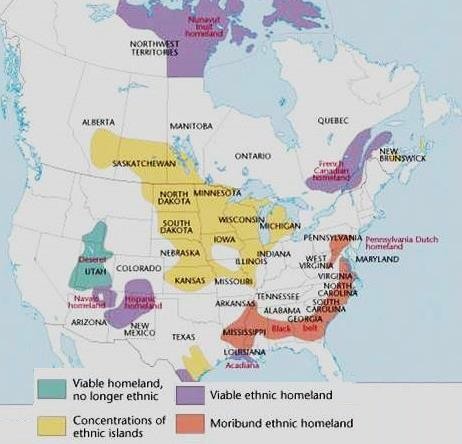 Nunavut
Inuit
homeland
NORTHWEST
TERRITORIES
ALBERTA
MANITOBA
QUEBEC
ONTARIO
NEW
BRUNSWICK
SASKATCHEWAN
French
Canadian
homeland
NORTH
DAKOTA
MINNESOTA
SOUTH
DAKOTA
WISCONSIN
MICHIGAN
IOWA
NEBRASKA
ILLINOIS
INDIANA
PENNSYLVANIA
Pennsylvania Dutch
homeland
WEST
VIRGINIA
MARYLAND
VIRGINIA
Deseret
UTAH
COLORADO
KANSAS
MISSOURI
NORTH
CAROLINA
Navajo
homeland
Hispanic
homeland
TENNESSEE
SOUTH
CAROLINA
ARKANSAS
ALABAMA
GEORGIA
ARIZONA
NEW
MEXICO
TEXAS
MISSISSIPPI
Black belt
LOUISIANA
Acadiana
Viable homeland,
no longer ethnic
Viable ethnic homeland
Concentrations of
ethnic islands
Moribund ethnic homeland